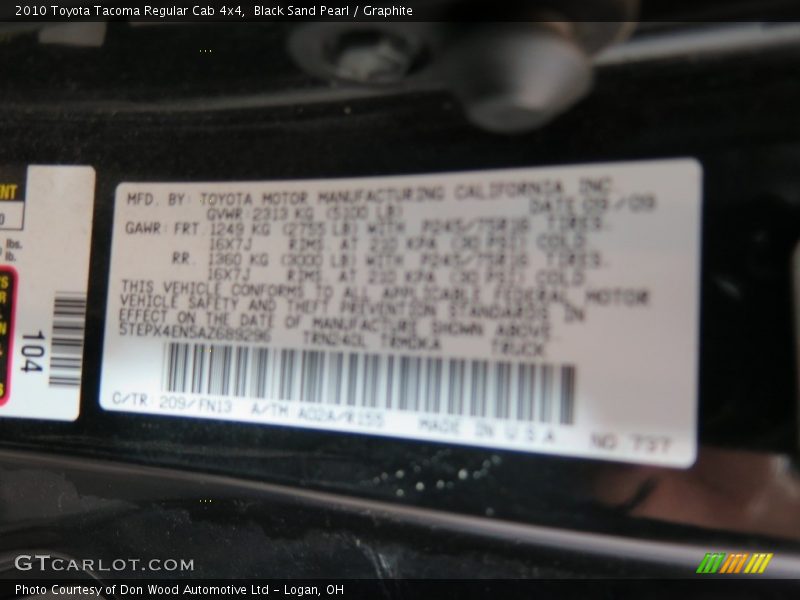 2010 Toyota Tacoma Regular Cab 4x4,  Black Sand Pearl / Graphite
MFD. BY: TOYOTA MOTOR MANUFACTURING CALIFORNIA INC.
GVWR: 2313 KG (5100 LB) DATE: 09/09
GAWR: FRT. 1249 KG (2755 LB) WITH P245/75R16 TIRES.
16X7J RIMS AT 210 KPA (30 PSI) COLD.
RR. 1360 KG (3000 LB) WITH P245/75R16 TIRES.
16X7J RIMS AT 210 KPA (30 PSI) COLD.
THIS VEHICLE CONFORMS TO ALL APPLICABLE FEDERAL MOTOR
VEHICLE SAFETY AND THEFT PREVENTION STANDARDS IN
EFFECT ON THE DATE OF MANUFACTURE SHOWN ABOVE.
5TEPX4EN5AZ689296 TRN240L TRMDKA TRUCK
C/TR: 209/FN13 A/TM: A02A/R155 MADE IN U.S.A.
NO 737
lbs.
lb.
104
GTcarlot.com
Photo Courtesy of Don Wood Automotive Ltd – Logan, OH